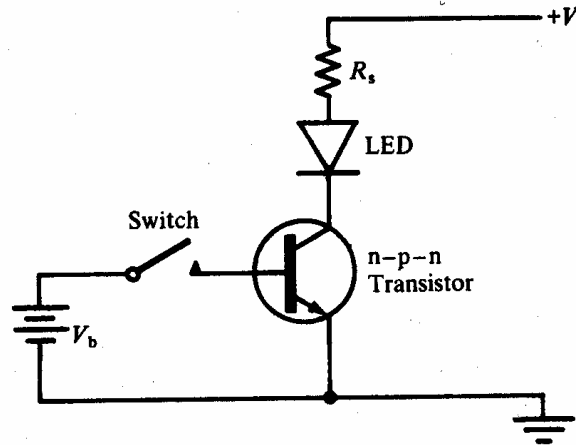 +V
Rs
LED
Switch
n-p-n
Transistor
Vb